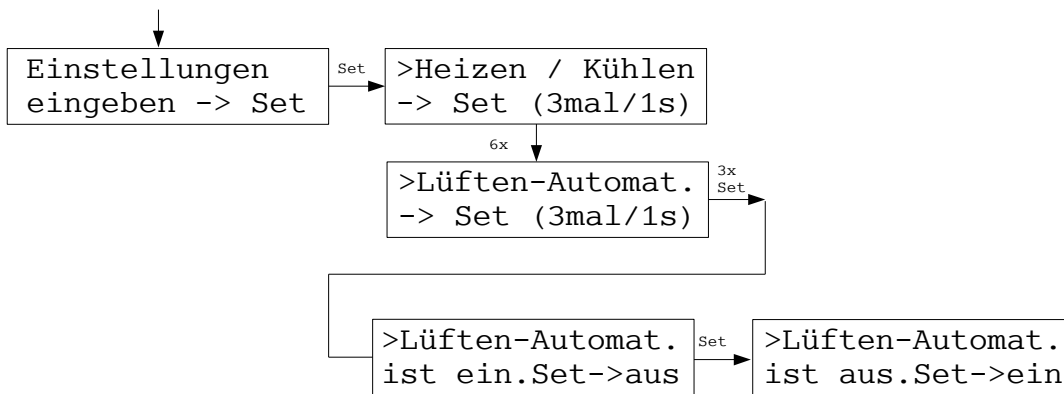 Einstellungen
eingeben -> Set
Set
>Heizen / Kühlen
-> Set (3mal/1s)
6x
>Lüften-Automat.
-> Set (3mal/1s)
3x
Set
>Lüften-Automat.
ist ein.Set->aus
Set
>Lüften-Automat.
ist aus.Set->ein